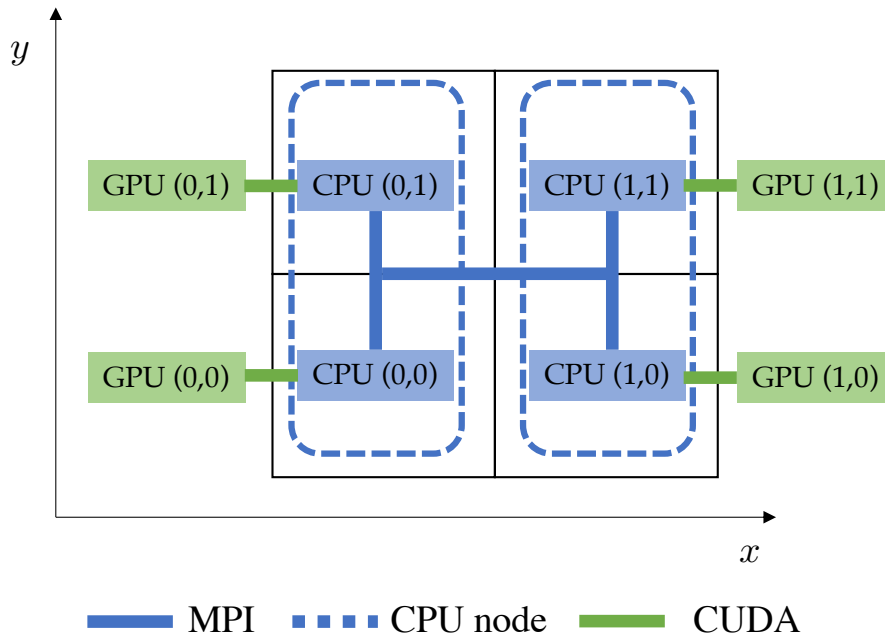 y
GPU (0,1) CPU (0,1) CPU (1,1) GPU (1,1)
GPU (0,0) CPU (0,0) CPU (1,0) GPU (1,0)
x
MPI CPU node CUDA